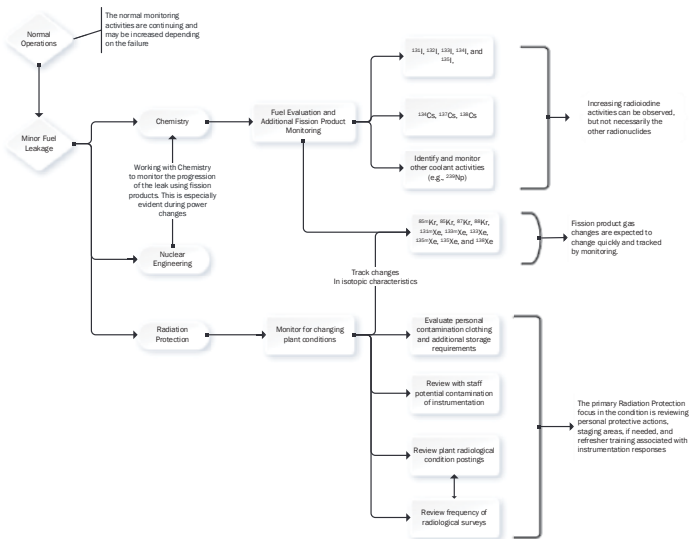 Normal
Operations
The normal monitoring
activities are continuing and
may be increased depending
on the failure
Minor Fuel
Leakage
Chemistry
Working with Chemistry
to monitor the progression
of the leak using fission
products. This is especially
evident during power
changes
Nuclear
Engineering
Radiation
Protection
Fuel Evaluation and
Additional Fission Product
Monitoring
Monitor for changing
plant conditions
Track changes
In isotopic characteristics
¹³¹I, ¹³²I, ¹³³I, ¹³⁴I, and
¹³⁵I,
¹³⁴Cs, ¹³⁷Cs, ¹³⁸Cs
Identify and monitor
other coolant activities
(e.g., ²³⁹Np)
⁸⁵ᵐKr, ⁸⁵Kr, ⁸⁷Kr, ⁸⁸Kr,
¹³¹ᵐXe, ¹³³ᵐXe, ¹³³Xe,
¹³⁵ᵐXe, ¹³⁵Xe, and ¹³⁸Xe
Evaluate personal
contamination clothing
and additional storage
requirements
Review with staff
potential contamination
of instrumentation
Review plant radiological
condition postings
Review frequency of
radiological surveys
Increasing radioiodine
activities can be observed,
but not necessarily the
other radionuclides
Fission product gas
changes are expected to
change quickly and tracked
by monitoring.
The primary Radiation Protection
focus in the condition is reviewing
personal protective actions,
staging areas, if needed, and
refresher training associated with
instrumentation responses